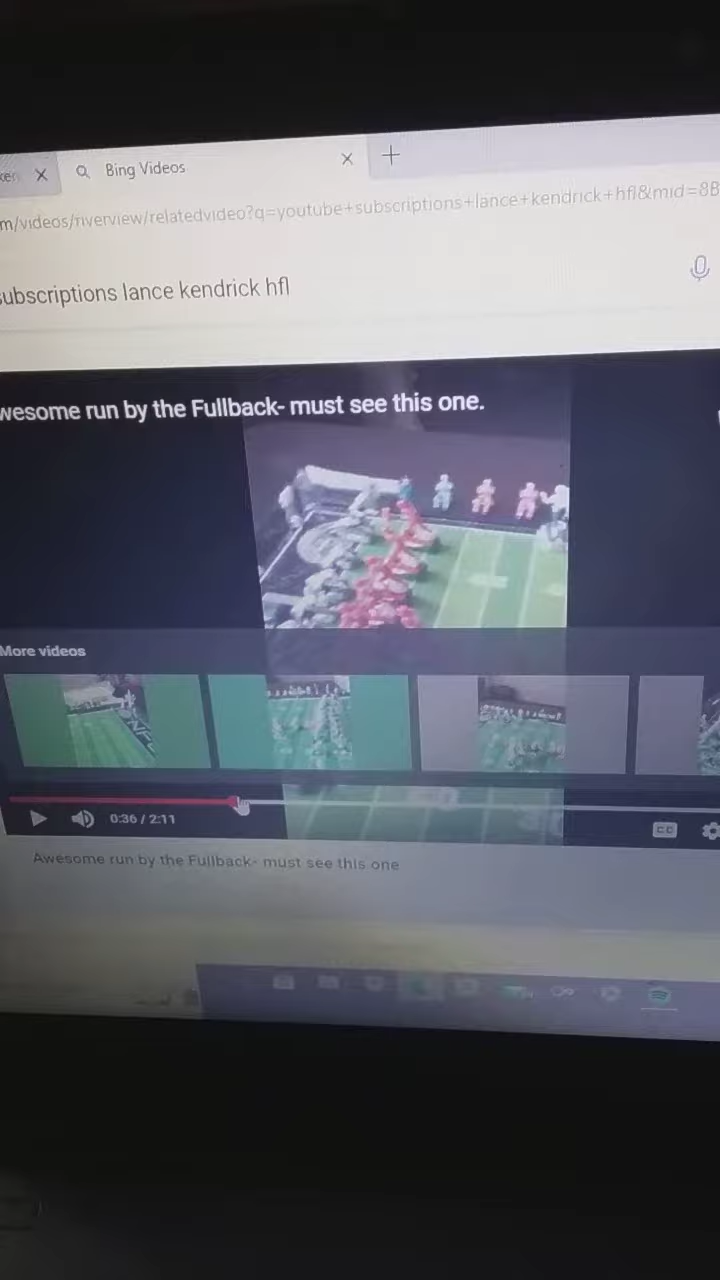 Bing Videos
m/videos/riverview/relatedvideo?q=youtube+subscriptions+lance+kendrick+hfl&mid=8B
ubscriptions lance kendrick hfl
wesome run by the Fullback- must see this one.
More videos
0:36 / 2:11
CC
Awesome run by the Fullback- must see this one